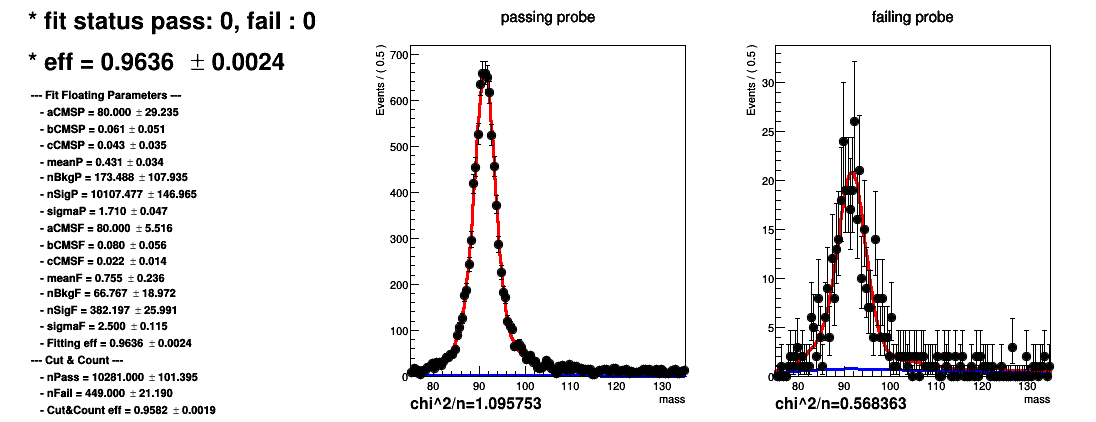 * fit status pass: 0, fail : 0
* eff = 0.9636 ± 0.0024
--- Fit Floating Parameters ---
- aCMSP = 80.000 ± 29.235
- bCMSP = 0.061 ± 0.051
- cCMSP = 0.043 ± 0.035
- meanP = 0.431 ± 0.034
- nBkgP = 173.488 ± 107.935
- nSigP = 10107.477 ± 146.965
- sigmaP = 1.710 ± 0.047
- aCMSF = 80.000 ± 5.516
- bCMSF = 0.080 ± 0.056
- cCMSF = 0.022 ± 0.014
- meanF = 0.755 ± 0.236
- nBkgF = 66.767 ± 18.972
- nSigF = 382.197 ± 25.991
- sigmaF = 2.500 ± 0.115
- Fitting eff = 0.9636 ± 0.0024
--- Cut & Count ---
- nPass = 10281.000 ± 101.395
- nFail = 449.000 ± 21.190
- Cut&Count eff = 0.9582 ± 0.0019
passing probe
Events / ( 0.5 )
700
600
500
400
300
200
100
0
80 90 100 110 120 130
mass
chi^2/n=1.095753
failing probe
Events / ( 0.5 )
30
25
20
15
10
5
0
80 90 100 110 120 130
mass
chi^2/n=0.568363